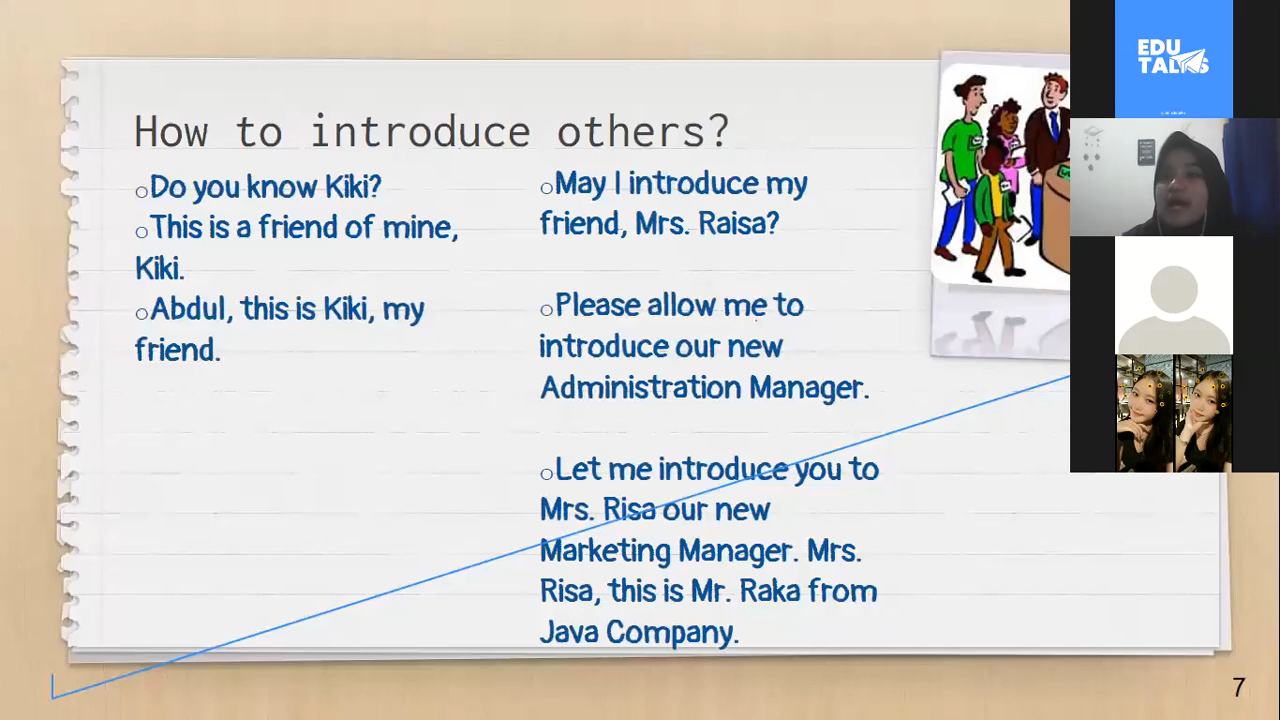 How to introduce others?
○Do you know Kiki?
○This is a friend of mine,
Kiki.
○Abdul, this is Kiki, my
friend.
○May I introduce my
friend, Mrs. Raisa?
○Please allow me to
introduce our new
Administration Manager.
○Let me introduce you to
Mrs. Risa our new
Marketing Manager. Mrs.
Risa, this is Mr. Raka from
Java Company.
7
EDU
TALKS